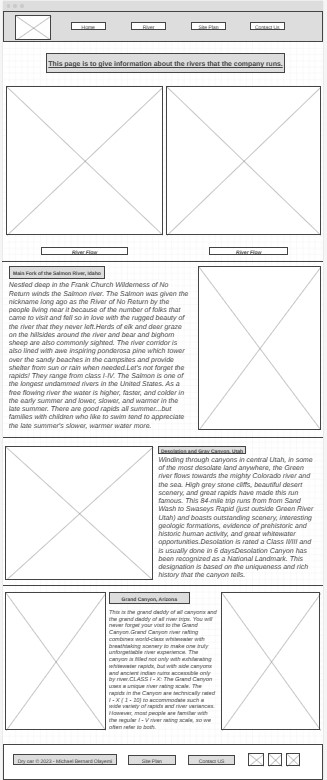 Home River Site Plan Contact Us
This page is to give information about the rivers that the company runs.
River Flow River Flow
Main Fork of the Salmon River, Idaho
Nestled deep in the Frank Church Wilderness of No
Return winds the Salmon river. The Salmon was given the
nickname long ago as the River of No Return by the
people living near it because of the number of folks that
came to visit and fell so in love with the rugged beauty of
the river that they never left.Herds of elk and deer graze
on the hillsides around the river and bear and bighorn
sheep are also commonly sighted. The river corridor is
also lined with awe inspiring ponderosa pine which tower
over the sandy beaches in the campsites and provide
shelter from sun or rain when needed.Let's not forget the
rapids! They range from class I-IV. The Salmon is one of
the longest undammed rivers in the United States. As a
free flowing river the water is higher, faster, and colder in
the early summer and lower, slower, and warmer in the
late summer. There are good rapids all summer...but
families with children who like to swim tend to appreciate
the late summer's slower, warmer water more.
Desolation and Gray Canyon, Utah
Winding through canyons in central Utah, in some
of the most desolate land anywhere, the Green
river flows towards the mighty Colorado river and
the sea. High grey stone cliffs, beautiful desert
scenery, and great rapids have made this run
famous. This 84-mile trip runs from from Sand
Wash to Swaseys Rapid (just outside Green River
Utah) and boasts outstanding scenery, interesting
geologic formations, evidence of prehistoric and
historic human activity, and great whitewater
opportunities.Desolation is rated a Class II/III and
is usually done in 6 daysDesolation Canyon has
been recognized as a National Landmark. This
designation is based on the uniqueness and rich
history that the canyon tells.
Grand Canyon, Arizona
This is the grand daddy of all canyons and
the grand daddy of all river trips. You will
never forget your visit to the Grand
Canyon.Grand Canyon river rafting
combines world-class whitewater with
breathtaking scenery to make one truly
unforgettable river experience. The
canyon is filled not only with exhilarating
whitewater rapids, but with side canyons
and ancient indian ruins accessible only
by river.CLASS I - X: The Grand Canyon
uses a unique river rating scale. The
rapids in the Canyon are technically rated
I - X ( 1 - 10) to accommodate such a
wide variety of rapids and river variances.
However, most people are familiar with
the regular I - V river rating scale, so we
often refer to both.
Dry oar © 2023 - Michael Bernard Olayemi Site Plan Contact US